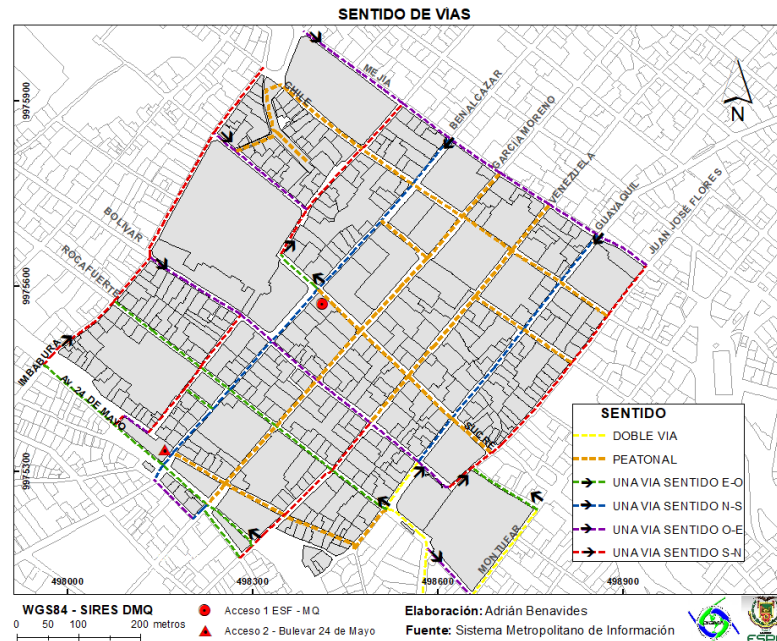 SENTIDO DE VÍAS
MEJIA
CHILE
BENALCAZAR
GARCÍA MORENO
VENEZUELA
GUAYAQUIL
JUAN JOSÉ FLORES
N
9975900
BOLIVAR
ROCAFUERTE
9975600
IMBABURA
AV. 24 DE MAYO
SUCRE
9975300
MONTUFAR
SENTIDO
DOBLE VIA
PEATONAL
UNA VIA SENTIDO E-O
UNA VIA SENTIDO N-S
UNA VIA SENTIDO O-E
UNA VIA SENTIDO S-N
498000
498300
498600
498900
WGS84 - SIRES DMQ
0 50 100 200 metros
Acceso 1 ESF - MQ
Acceso 2 - Bulevar 24 de Mayo
Elaboración: Adrián Benavides
Fuente: Sistema Metropolitano de Información
ESPE